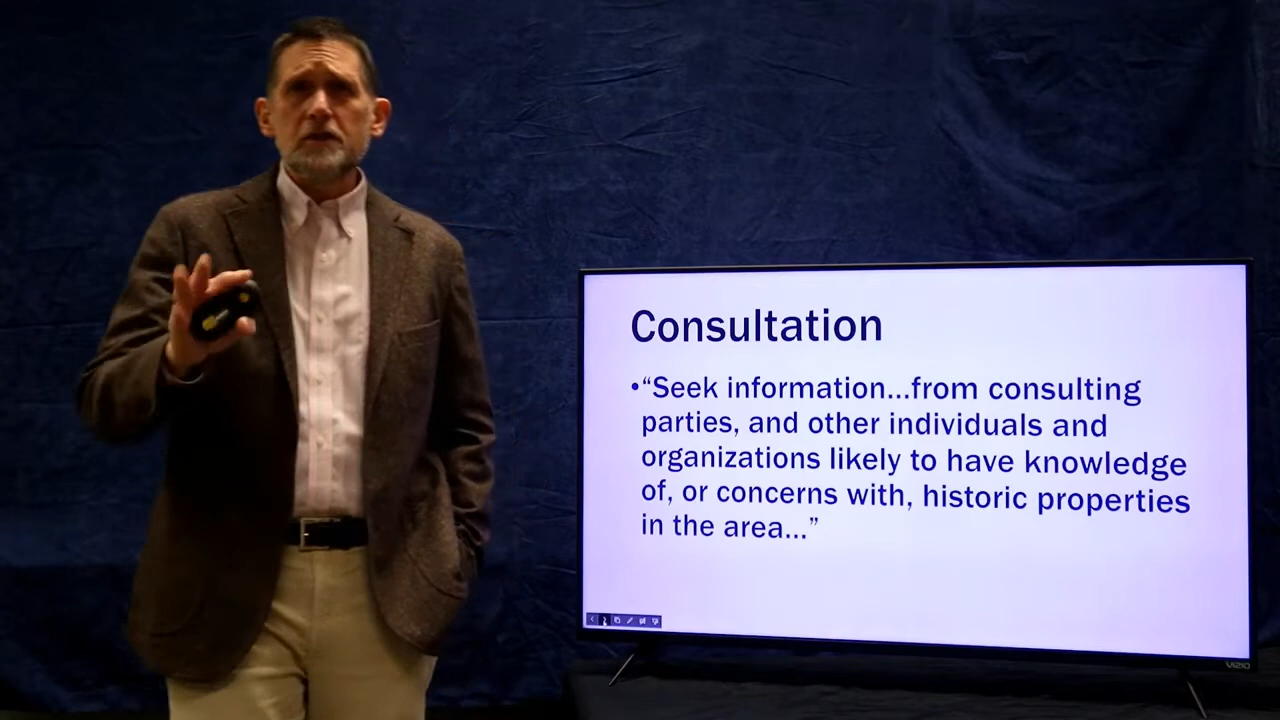 Consultation
•“Seek information...from consulting
parties, and other individuals and
organizations likely to have knowledge
of, or concerns with, historic properties
in the area...”
VIZIO